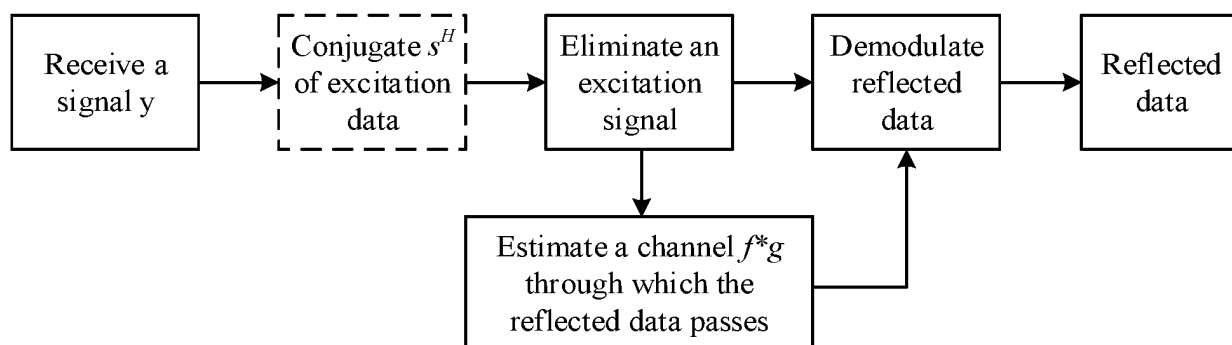 Receive a
signal y
Conjugate s^H
of excitation
data
Eliminate an
excitation
signal
Demodulate
reflected
data
Reflected
data
Estimate a channel f*g
through which the
reflected data passes